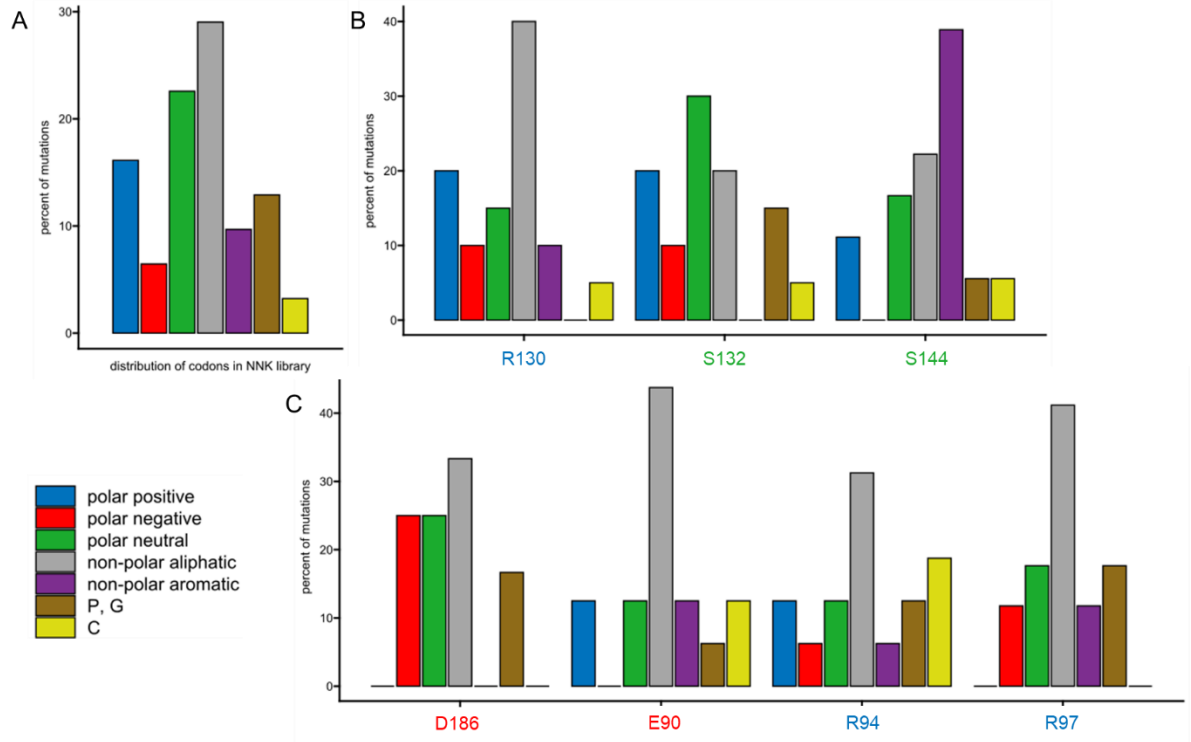 A
percent of mutations
30
20
10
0
distribution of codons in NNK library
B
percent of mutations
40
30
20
10
0
R130
S132
S144
C
percent of mutations
40
30
20
10
0
D186
E90
R94
R97
polar positive
polar negative
polar neutral
non-polar aliphatic
non-polar aromatic
P, G
C